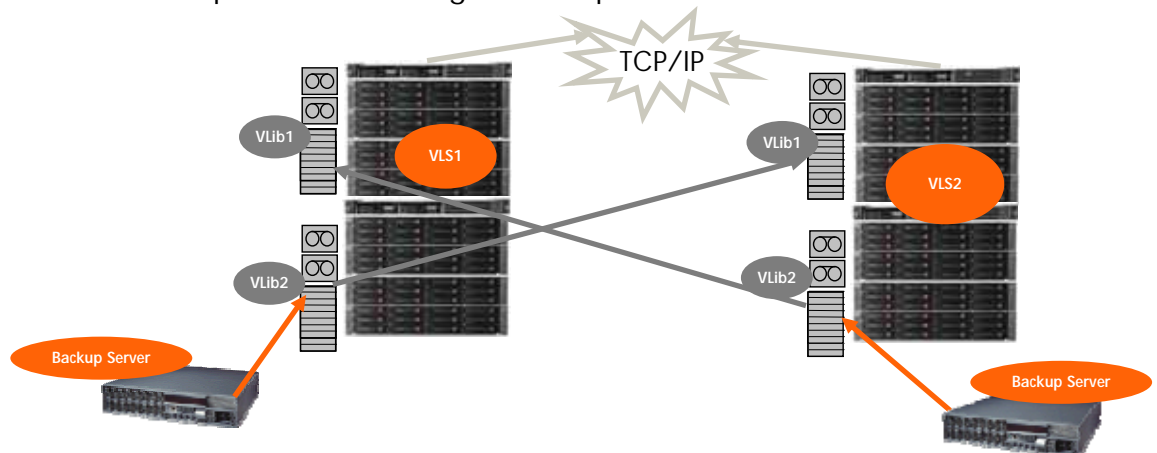 TCP/IP
VLib1
VLS1
VLib1
VLS2
VLib2
VLib2
Backup Server
Backup Server